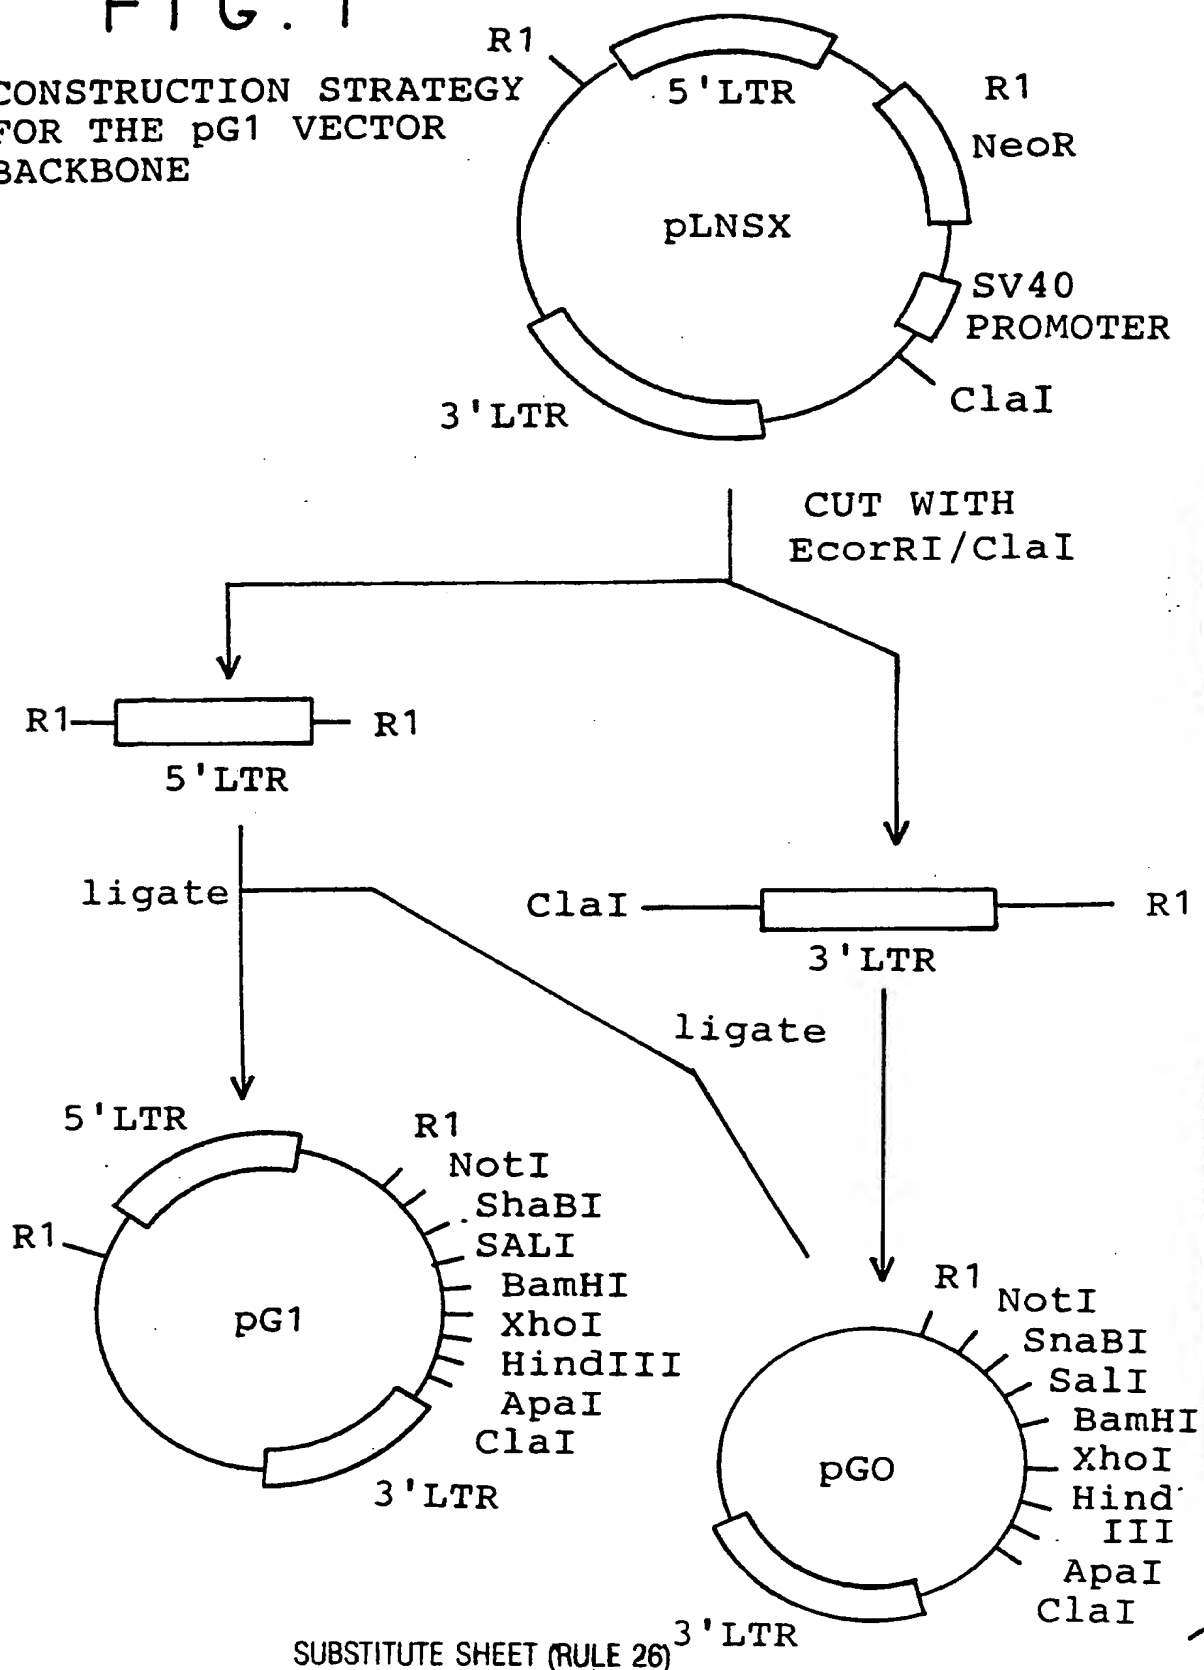 FIG. 1
CONSTRUCTION STRATEGY
FOR THE pG1 VECTOR
BACKBONE
R1
5'LTR
R1
NeoR
pLNSX
SV40
PROMOTER
ClaI
3'LTR
CUT WITH
EcorRI/ClaI
R1
R1
5'LTR
ligate
ClaI
R1
3'LTR
ligate
5'LTR
R1
NotI
ShaBI
SALI
BamHI
XhoI
HindIII
ApaI
ClaI
R1
pG1
3'LTR
R1
NotI
SnaBI
SalI
BamHI
XhoI
Hind
III
ApaI
ClaI
pGO
3'LTR
SUBSTITUTE SHEET (RULE 26)